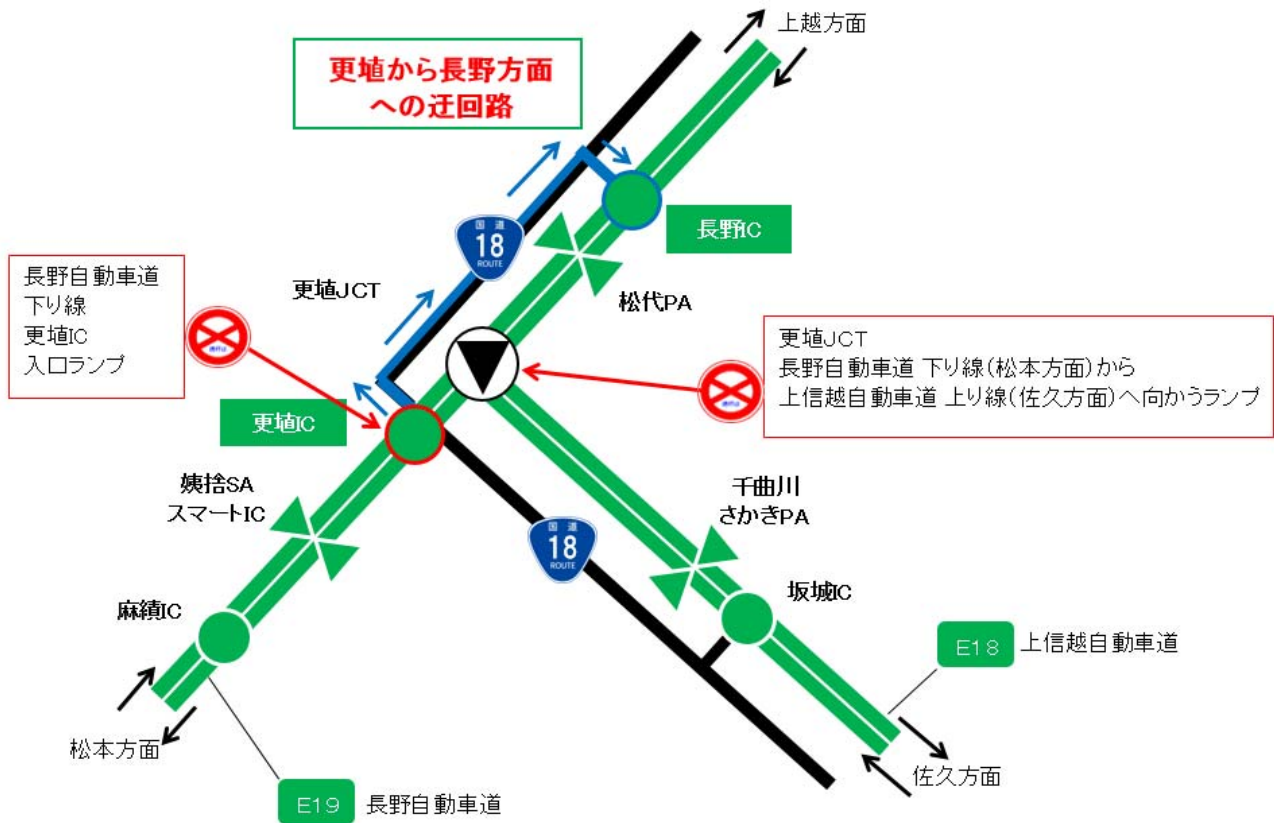 上越方面
更埴から長野方面
への迂回路
長野IC
国道
18
ROUTE
長野自動車道
下り線
更埴IC
入口ランプ
更埴JCT
松代PA
更埴JCT
長野自動車道 下り線(松本方面)から
上信越自動車道 上り線(佐久方面)へ向かうランプ
更埴IC
姨捨SA
スマートIC
千曲川
さかきPA
国道
18
ROUTE
麻績IC
坂城IC
E18 上信越自動車道
松本方面
佐久方面
E19 長野自動車道